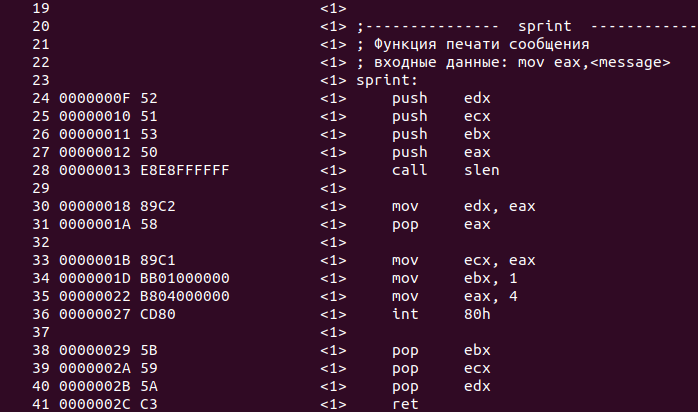 19 <1>
20 <1> ;--------------- sprint ------------
21 <1> ; Функция печати сообщения
22 <1> ; входные данные: mov eax,<message>
23 <1> sprint:
24 0000000F 52 <1> push edx
25 00000010 51 <1> push ecx
26 00000011 53 <1> push ebx
27 00000012 50 <1> push eax
28 00000013 E8E8FFFFFF <1> call slen
29 <1>
30 00000018 89C2 <1> mov edx, eax
31 0000001A 58 <1> pop eax
32 <1>
33 0000001B 89C1 <1> mov ecx, eax
34 0000001D BB01000000 <1> mov ebx, 1
35 00000022 B804000000 <1> mov eax, 4
36 00000027 CD80 <1> int 80h
37 <1>
38 00000029 5B <1> pop ebx
39 0000002A 59 <1> pop ecx
40 0000002B 5A <1> pop edx
41 0000002C C3 <1> ret